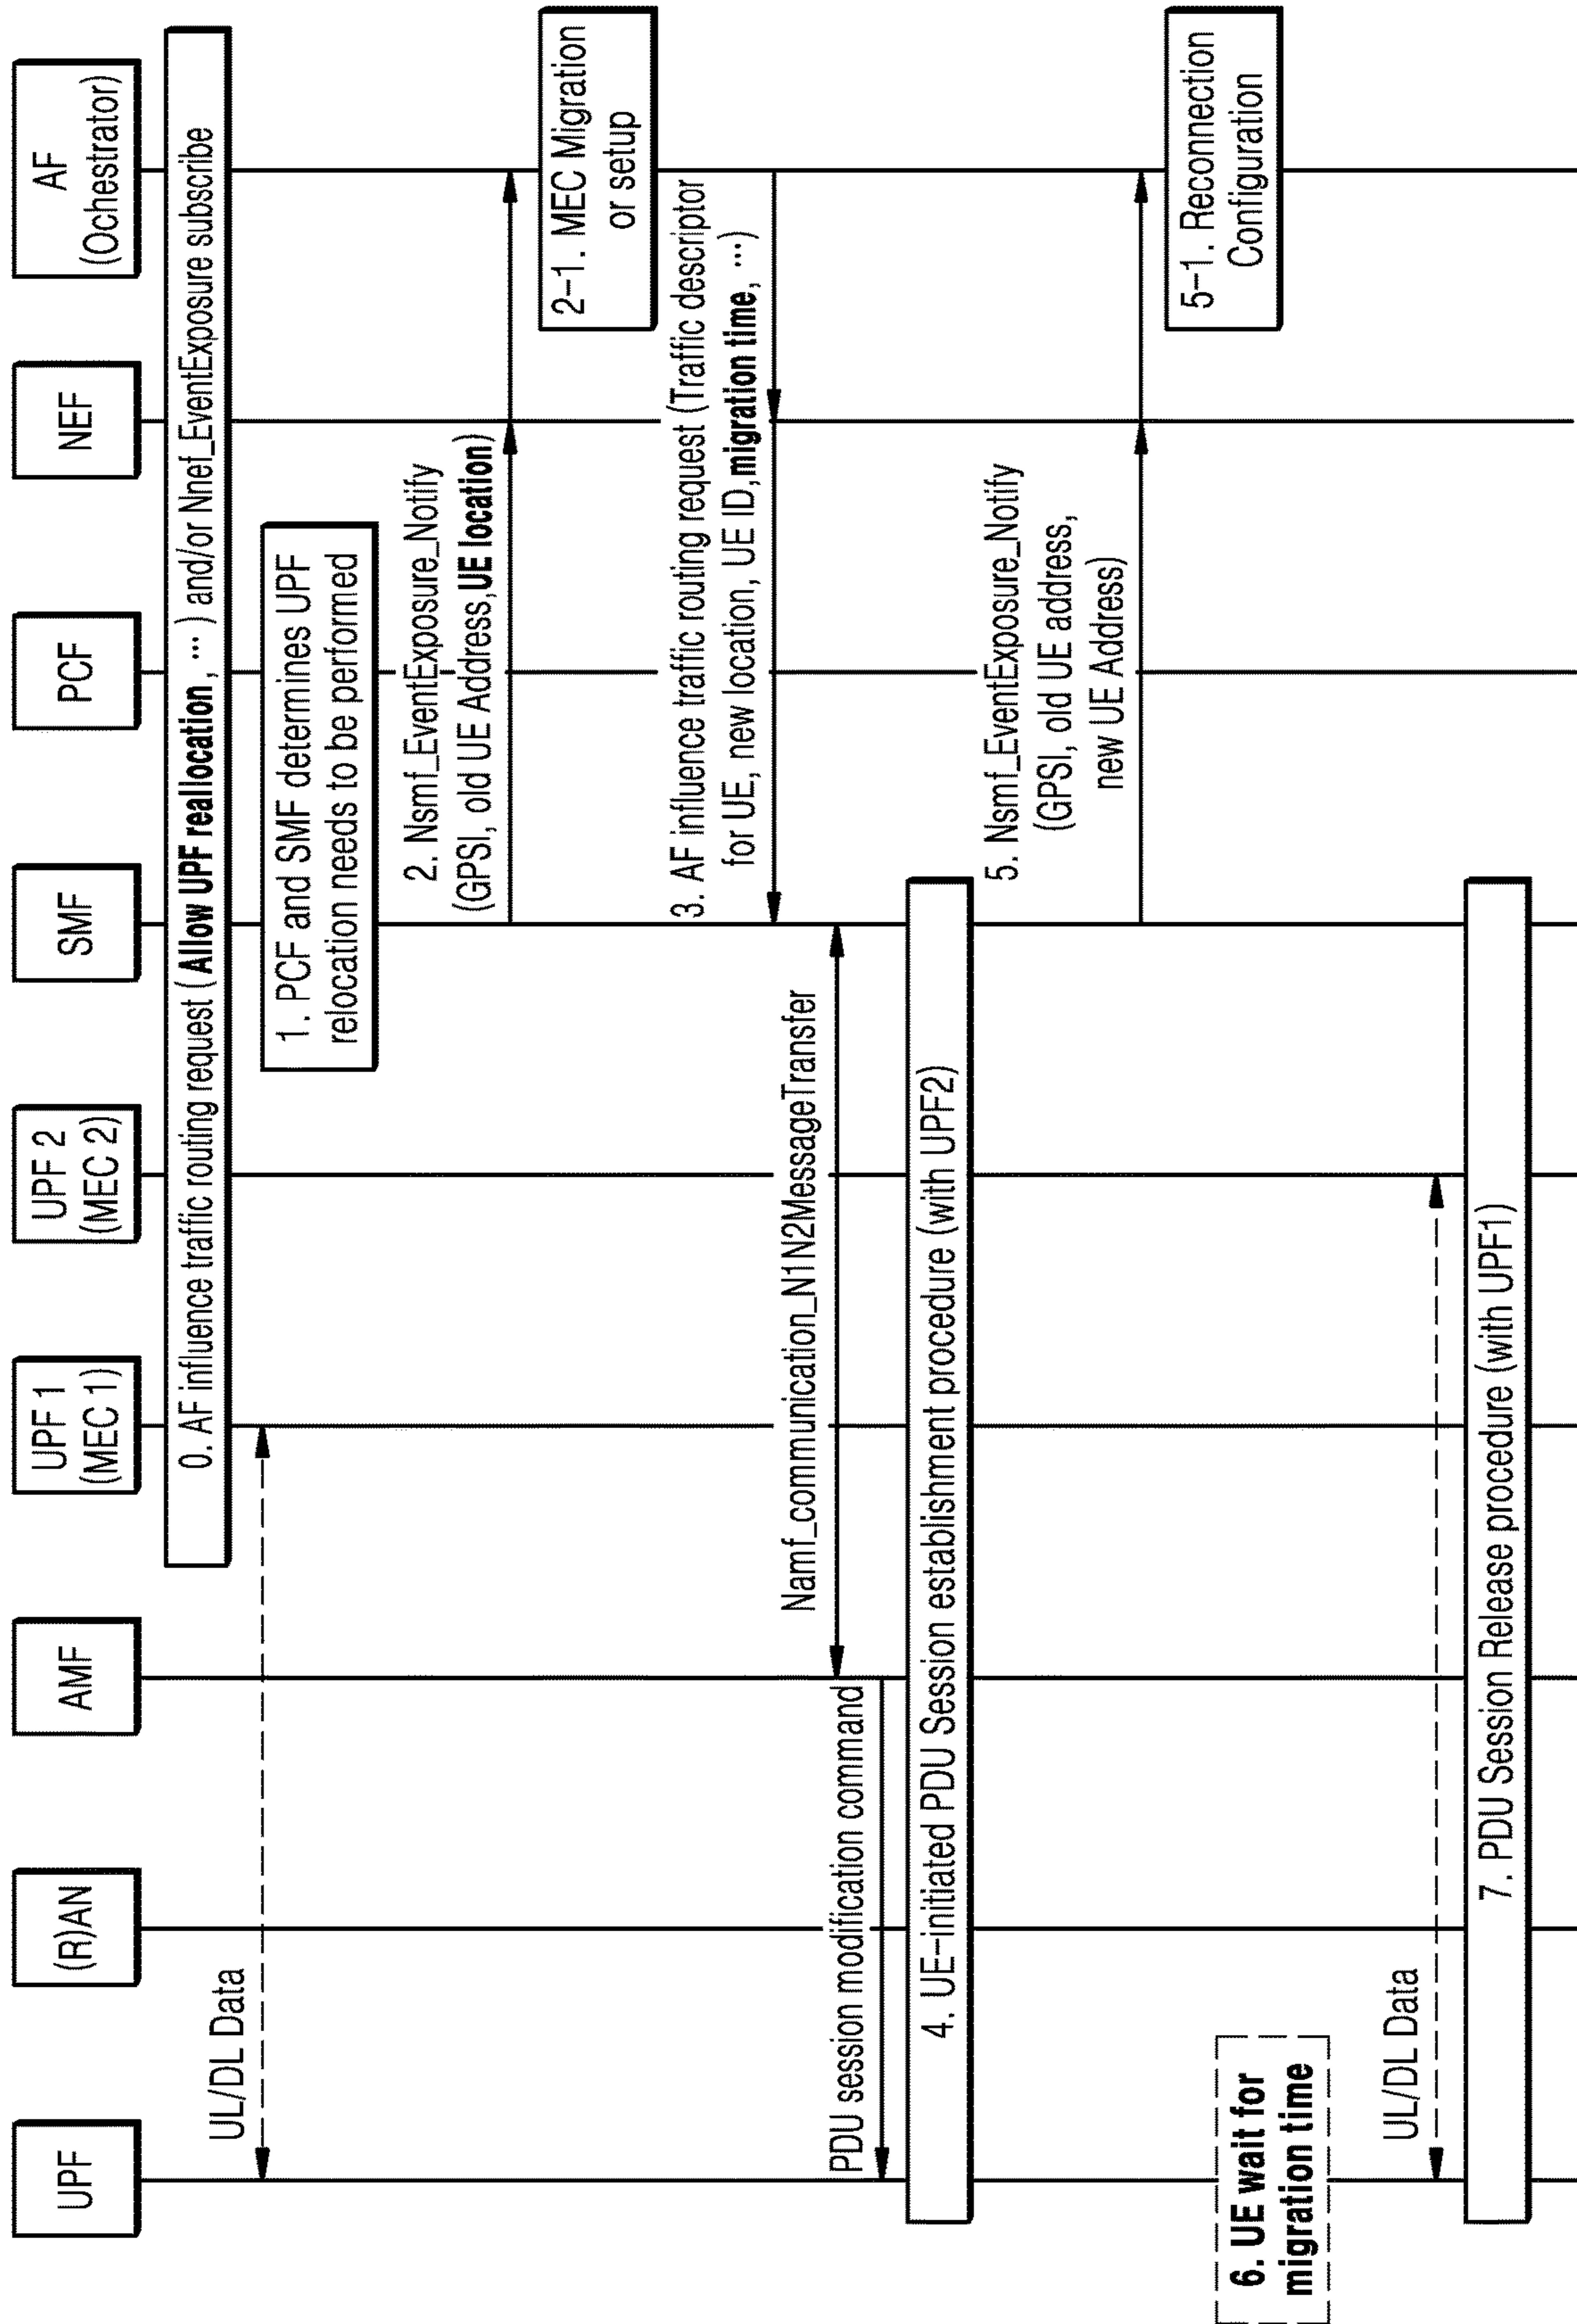 UPF
(R)AN
AMF
UPF 1
(MEC 1)
UPF 2
(MEC 2)
SMF
PCF
NEF
AF
(Ochestrator)
0. AF influence traffic routing request ( Allow UPF reallocation , ··· ) and/or Nnef_EventExposure subscribe
UL/DL Data
1. PCF and SMF determines UPF
relocation needs to be performed
2. Nsmf_EventExposure_Notify
(GPSI, old UE Address, UE location)
2-1. MEC Migration
or setup
3. AF influence traffic routing request (Traffic descriptor
for UE, new location, UE ID, migration time, ···)
Namf_communication_N1N2MessageTransfer
PDU session modification command
4. UE-initiated PDU Session establishment procedure (with UPF2)
5. Nsmf_EventExposure_Notify
(GPSI, old UE address,
new UE Address)
5-1. Reconnection
Configuration
6. UE wait for
migration time
UL/DL Data
7. PDU Session Release procedure (with UPF1)